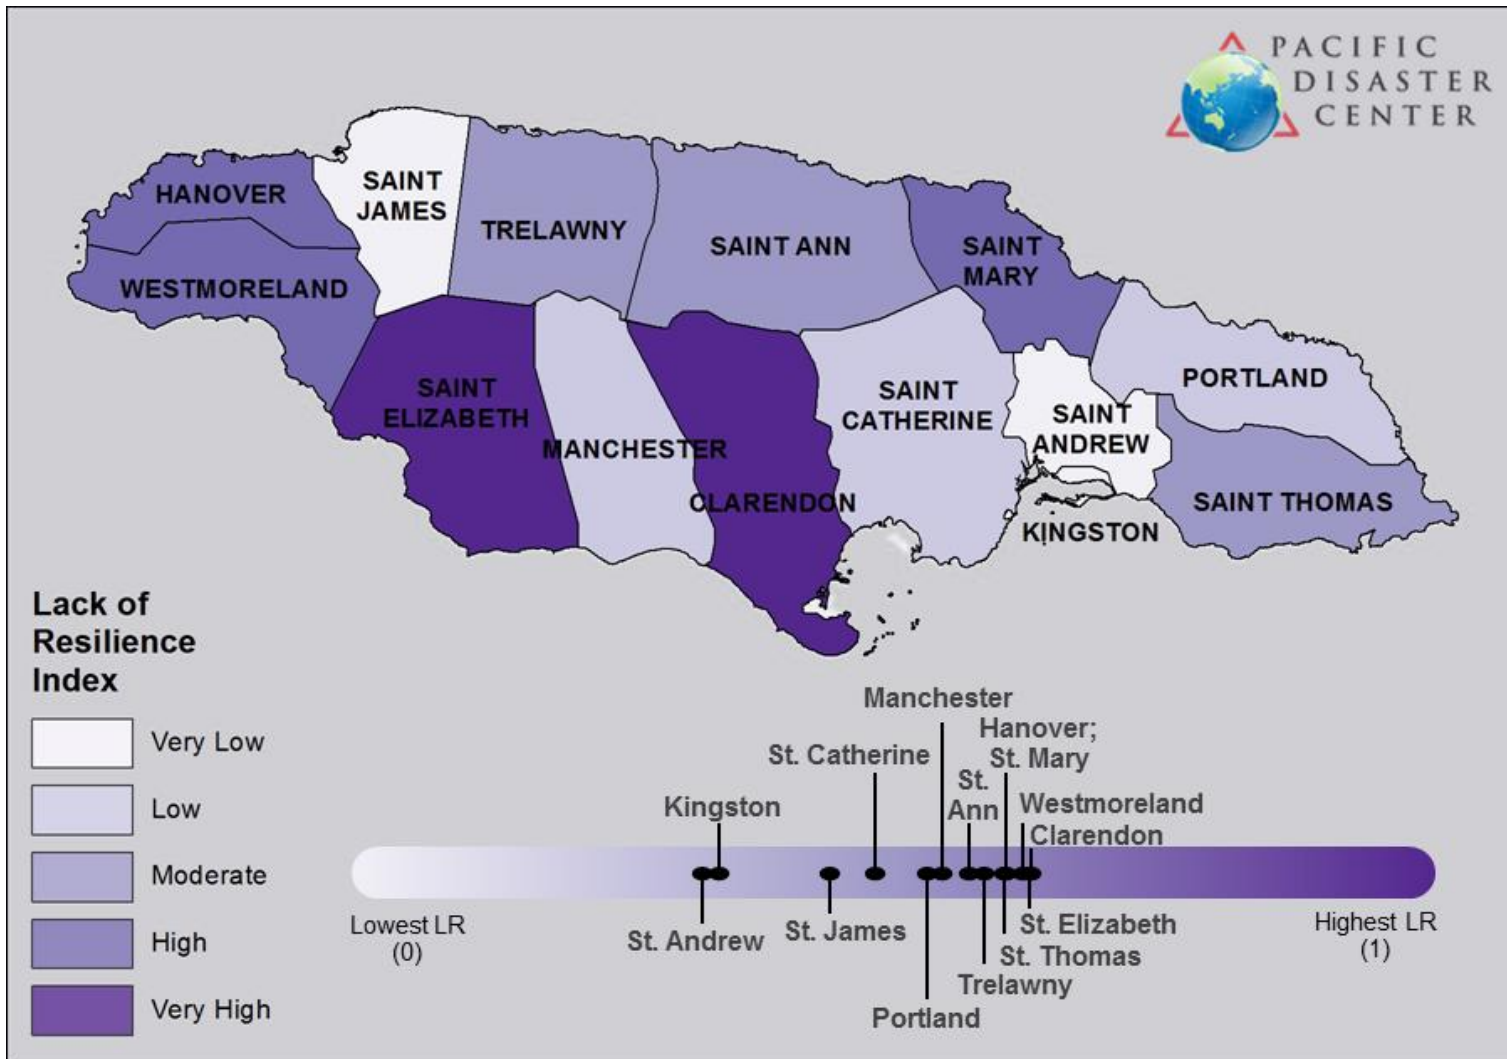 PACIFIC
DISASTER
CENTER
HANOVER
SAINT
JAMES
TRELAWNY
SAINT ANN
SAINT
MARY
WESTMORELAND
SAINT
ELIZABETH
MANCHESTER
CLARENDON
SAINT
CATHERINE
SAINT
ANDREW
PORTLAND
SAINT THOMAS
KINGSTON
Lack of
Resilience
Index
Very Low
Low
Moderate
High
Very High
Manchester
Hanover;
St. Mary
St. Catherine
St.
Ann
Kingston
Westmoreland
Clarendon
Lowest LR
(0)
St. Andrew
St. James
St. Elizabeth
St. Thomas
Trelawny
Portland
Highest LR
(1)